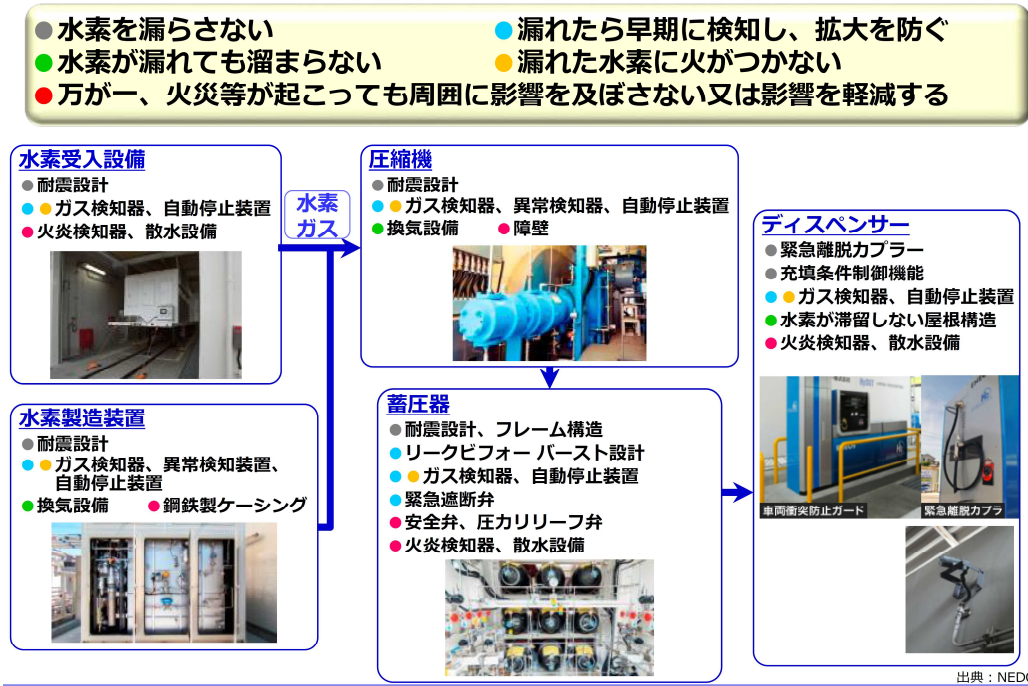 ●水素を漏らさない
●漏れたら早期に検知し、拡大を防ぐ
●水素が漏れても溜まらない
●漏れた水素に火がつかない
●万が一、火災等が起こっても周囲に影響を及ぼさない又は影響を軽減する
水素受入設備
●耐震設計
●●ガス検知器、自動停止装置
●火炎検知器、散水設備
水素製造装置
●耐震設計
●●ガス検知器、異常検知装置、
自動停止装置
●換気設備 ●鋼鉄製ケーシング
水素
ガス
圧縮機
●耐震設計
●●ガス検知器、異常検知器、自動停止装置
●換気設備 ●障壁
蓄圧器
●耐震設計、フレーム構造
●リークビフォー バースト設計
●●ガス検知器、自動停止装置
●緊急遮断弁
●安全弁、圧力リリーフ弁
●火炎検知器、散水設備
ディスペンサー
●緊急離脱カプラー
●充填条件制御機能
●●ガス検知器、自動停止装置
●水素が滞留しない屋根構造
●火炎検知器、散水設備
車両衝突防止ガード
緊急離脱カプラ
出典：NED